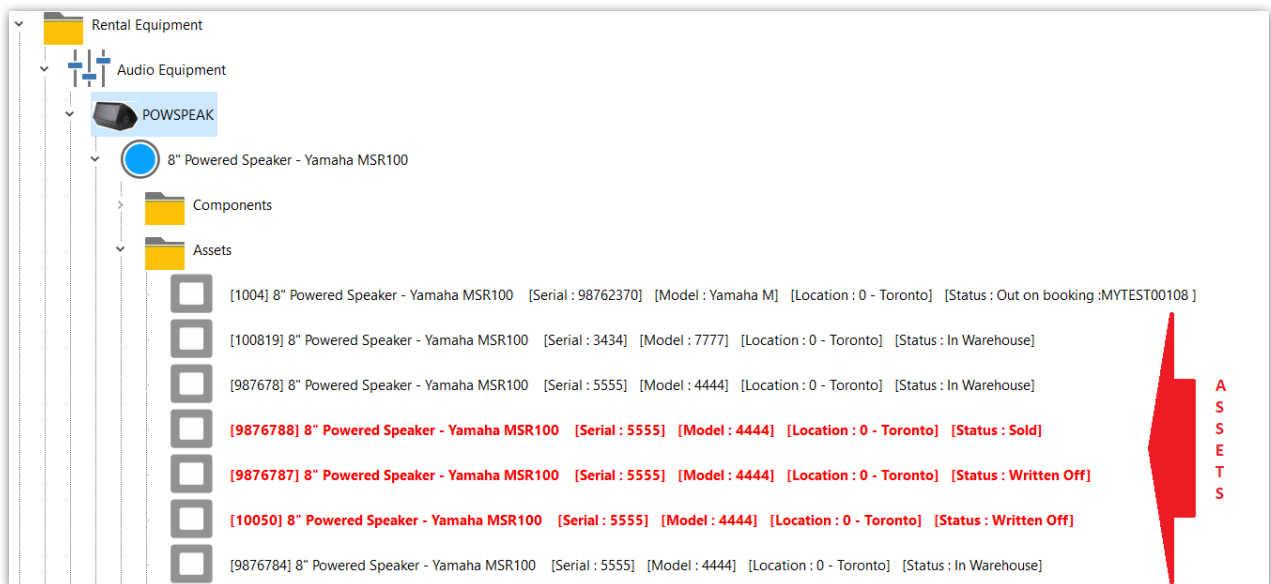 Rental Equipment
Audio Equipment
POWSPEAK
8" Powered Speaker - Yamaha MSR100
Components
Assets
[1004] 8" Powered Speaker - Yamaha MSR100 [Serial : 98762370] [Model : Yamaha M] [Location : 0 - Toronto] [Status : Out on booking :MYTEST00108 ]
[100819] 8" Powered Speaker - Yamaha MSR100 [Serial : 3434] [Model : 7777] [Location : 0 - Toronto] [Status : In Warehouse]
[987678] 8" Powered Speaker - Yamaha MSR100 [Serial : 5555] [Model : 4444] [Location : 0 - Toronto] [Status : In Warehouse]
[9876788] 8" Powered Speaker - Yamaha MSR100 [Serial : 5555] [Model : 4444] [Location : 0 - Toronto] [Status : Sold]
[9876787] 8" Powered Speaker - Yamaha MSR100 [Serial : 5555] [Model : 4444] [Location : 0 - Toronto] [Status : Written Off]
[10050] 8" Powered Speaker - Yamaha MSR100 [Serial : 5555] [Model : 4444] [Location : 0 - Toronto] [Status : Written Off]
[9876784] 8" Powered Speaker - Yamaha MSR100 [Serial : 5555] [Model : 4444] [Location : 0 - Toronto] [Status : In Warehouse]
ASSETS